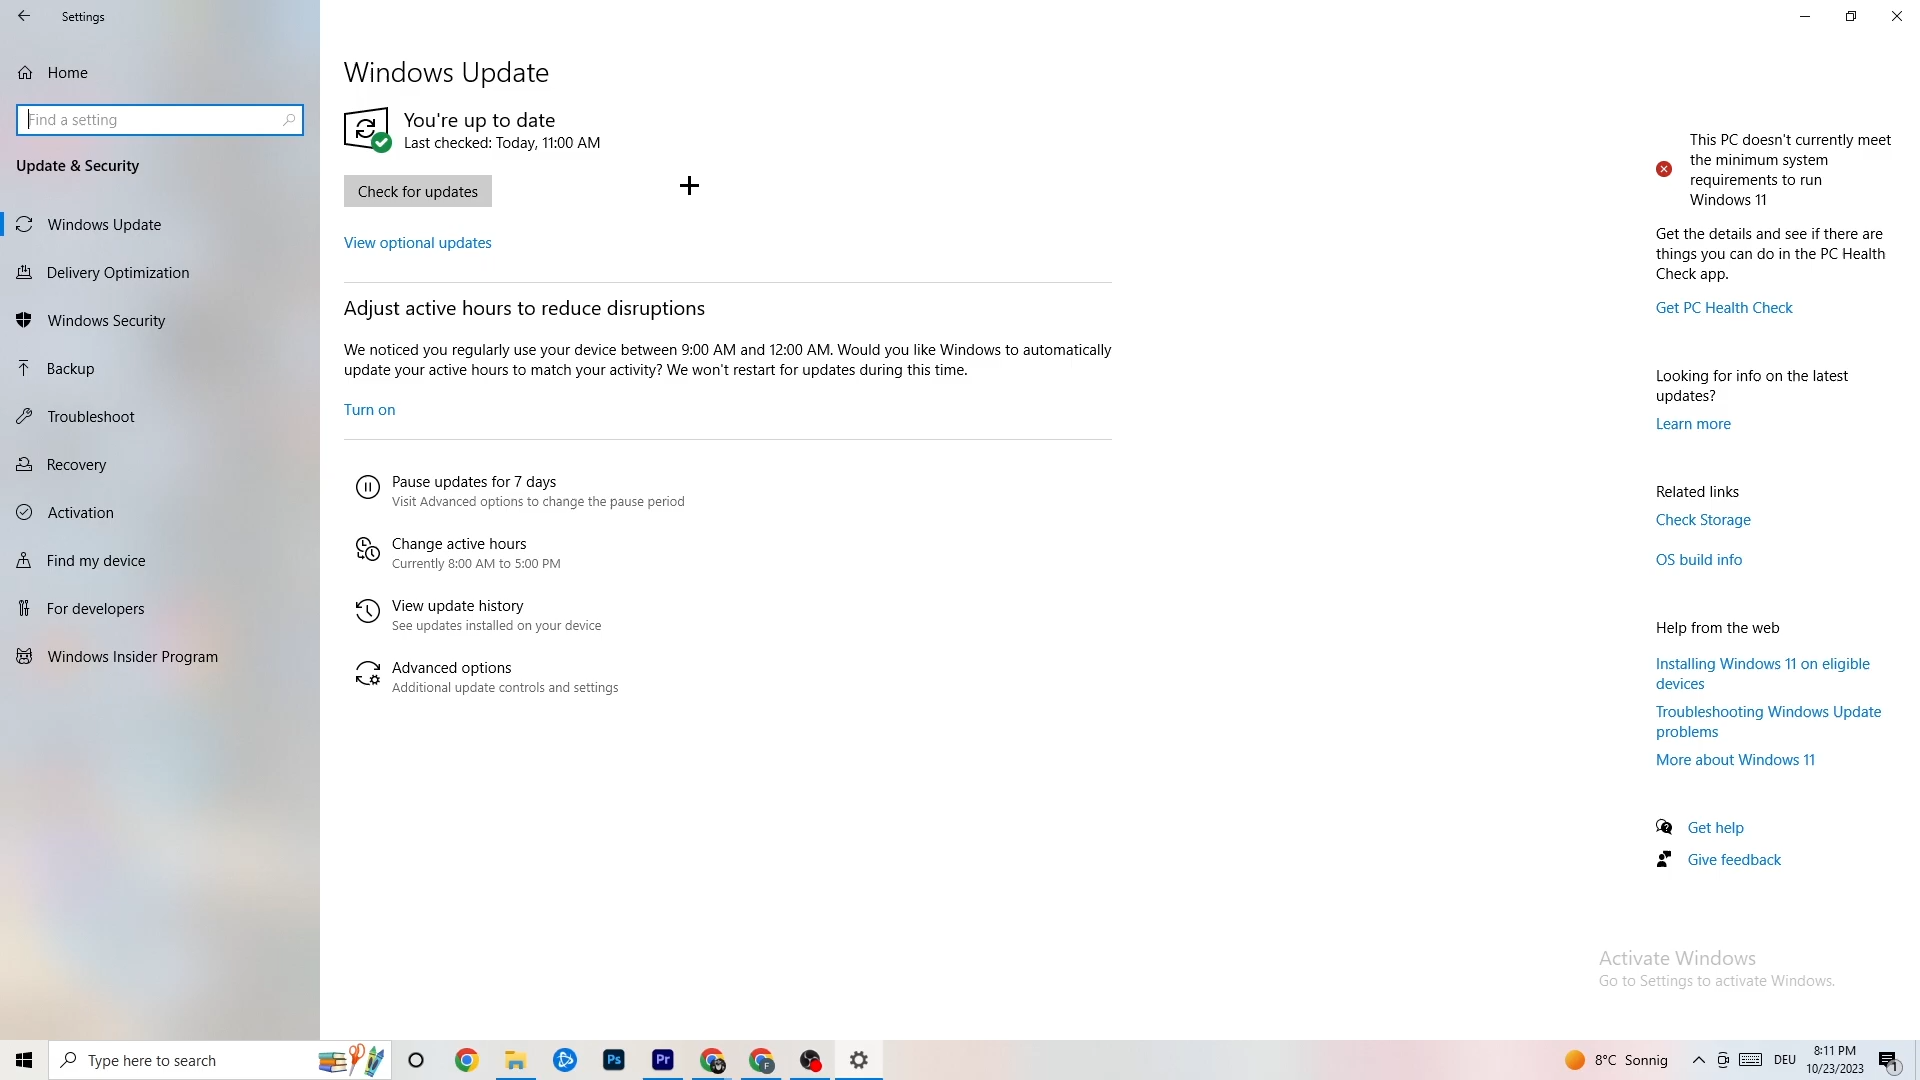 Settings
Home
Find a setting
Update & Security
Windows Update
Delivery Optimization
Windows Security
Backup
Troubleshoot
Recovery
Activation
Find my device
For developers
Windows Insider Program
Windows Update
You're up to date
Last checked: Today, 11:00 AM
Check for updates
View optional updates
Adjust active hours to reduce disruptions
We noticed you regularly use your device between 9:00 AM and 12:00 AM. Would you like Windows to automatically
update your active hours to match your activity? We won't restart for updates during this time.
Turn on
Pause updates for 7 days
Visit Advanced options to change the pause period
Change active hours
Currently 8:00 AM to 5:00 PM
View update history
See updates installed on your device
Advanced options
Additional update controls and settings
This PC doesn't currently meet
the minimum system
requirements to run
Windows 11
Get the details and see if there are
things you can do in the PC Health
Check app.
Get PC Health Check
Looking for info on the latest
updates?
Learn more
Related links
Check Storage
OS build info
Help from the web
Installing Windows 11 on eligible
devices
Troubleshooting Windows Update
problems
More about Windows 11
Get help
Give feedback
Activate Windows
Go to Settings to activate Windows.
Type here to search
Ps
Pr
F
8°C Sonnig
DEU
8:11 PM
10/23/2023
1